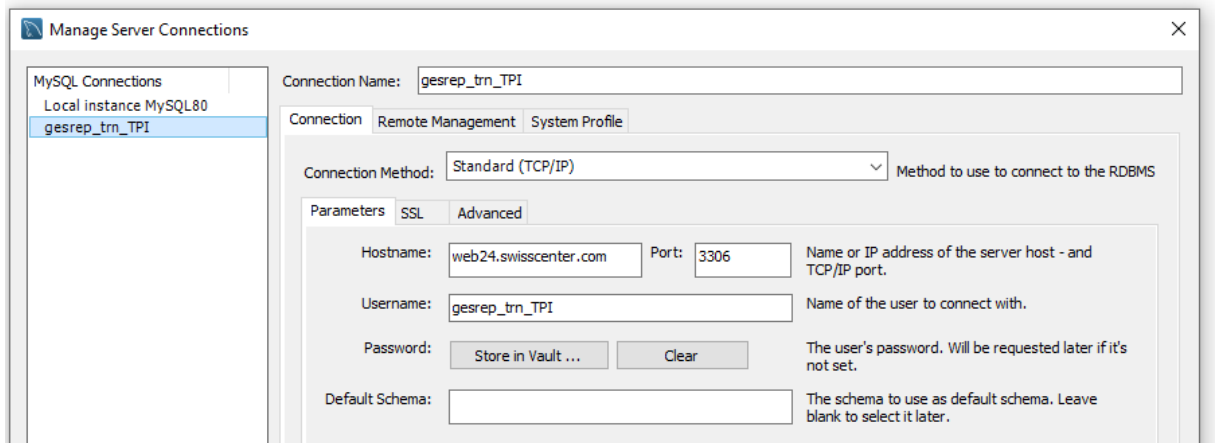 Manage Server Connections
MySQL Connections
Local instance MySQL80
gesrep_trn_TPI
Connection Name: gesrep_trn_TPI
Connection Remote Management System Profile
Connection Method: Standard (TCP/IP) Method to use to connect to the RDBMS
Parameters SSL Advanced
Hostname: web24.swisscenter.com Port: 3306 Name or IP address of the server host - and
TCP/IP port.
Username: gesrep_trn_TPI Name of the user to connect with.
Password: Store in Vault ... Clear The user's password. Will be requested later if it's
not set.
Default Schema: The schema to use as default schema. Leave
blank to select it later.